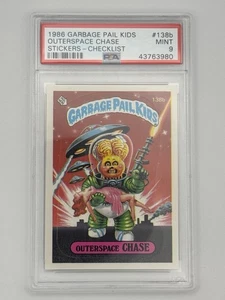 1986 GARBAGE PAIL KIDS #138b
OUTERSPACE CHASE MINT
STICKERS - CHECKLIST PSA 9
43763980
138b
GARBAGE PAIL KIDS
OUTERSPACE CHASE